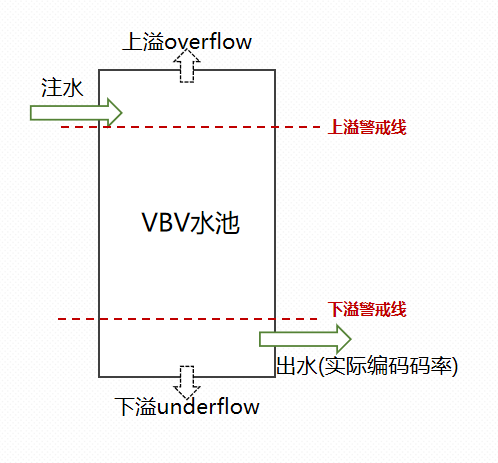 上溢overflow
注水
上溢警戒线
VBV水池
下溢警戒线
出水(实际编码码率)
下溢underflow